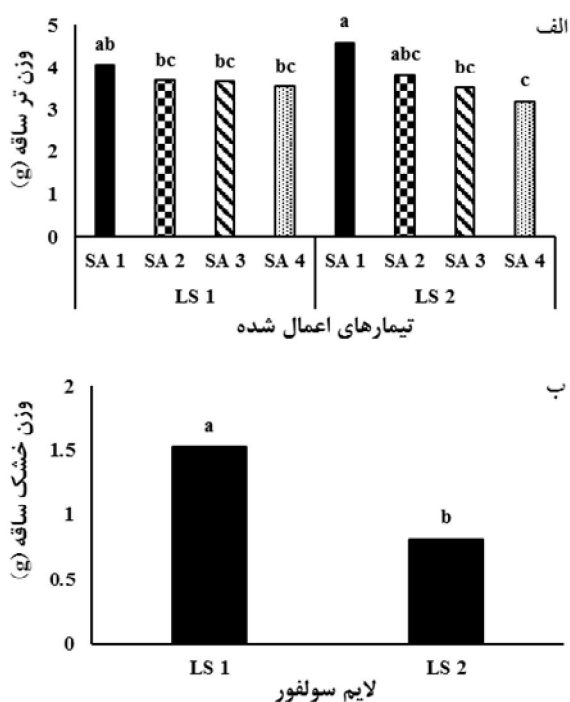 الف
وزن تر ساقه (g)
5
4
3
2
1
0
ab
bc
bc
bc
a
abc
bc
c
SA 1 SA 2 SA 3 SA 4 SA 1 SA 2 SA 3 SA 4
LS 1 LS 2
تیمارهای اعمال شده
ب
وزن خشک ساقه (g)
2
1.5
1
0.5
0
a
b
LS 1 LS 2
لایم سولفور